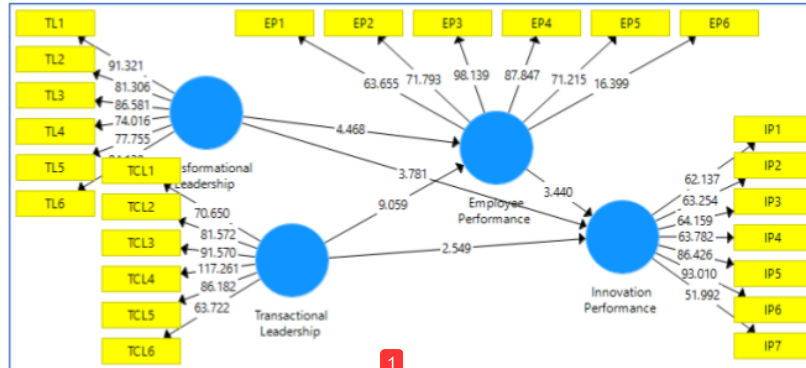 TL1
TL2
TL3
TL4
TL5
TL6
91.321
81.306
86.581
74.016
77.755
Leadership
EP1
EP2
EP3
EP4
EP5
EP6
63.655
71.793
98.139
87.847
71.215
16.399
4.468
3.781
9.059
3.440
2.549
Employee
Performance
TCL1
TCL2
TCL3
TCL4
TCL5
TCL6
70.650
81.572
91.570
117.261
86.182
63.722
Transactional
Leadership
IP1
IP2
IP3
IP4
IP5
IP6
IP7
62.137
63.254
64.159
63.782
86.426
93.010
51.992
Innovation
Performance
1